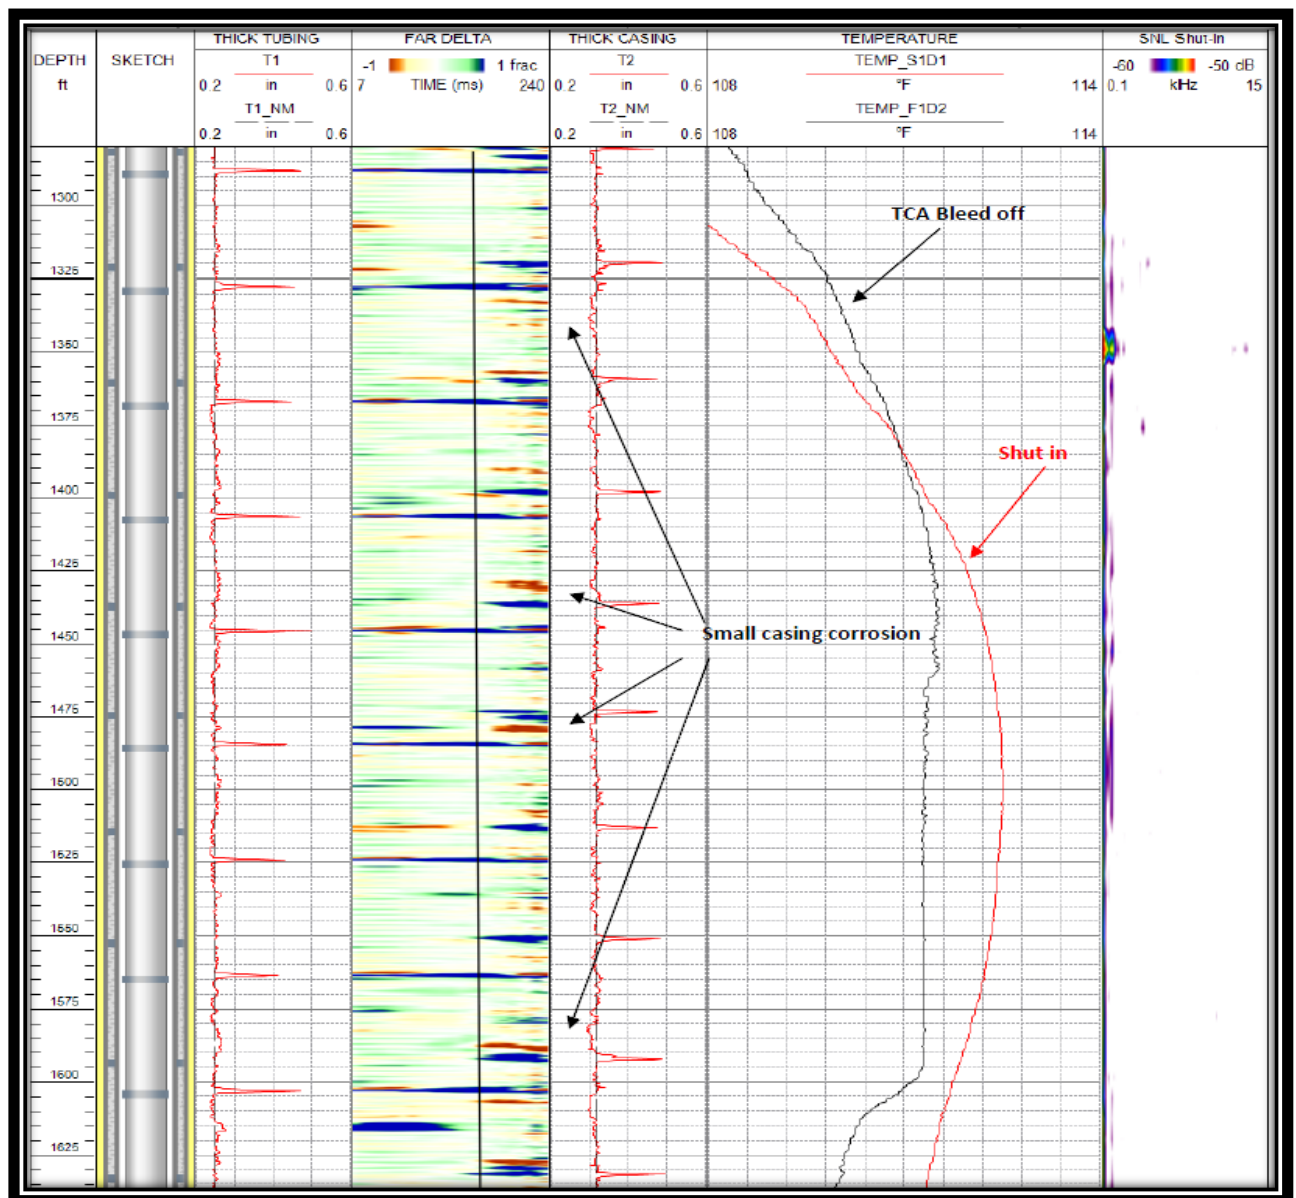 THICK TUBING FAR DELTA THICK CASING TEMPERATURE SNL Shut-In
DEPTH SKETCH T1 -1 1 frac T2 TEMP_S1D1 -60 -50 dB
ft 0.2 in 0.6 7 TIME (ms) 240 0.2 in 0.6 108 °F 114 0.1 kHz 15
T1_NM T2_NM TEMP_F1D2
0.2 in 0.6 0.2 in 0.6 108 °F 114
1300
TCA Bleed off
1325
1350
1375
Shut in
1400
1425
1450
Small casing corrosion
1475
1500
1525
1550
1575
1600
1625